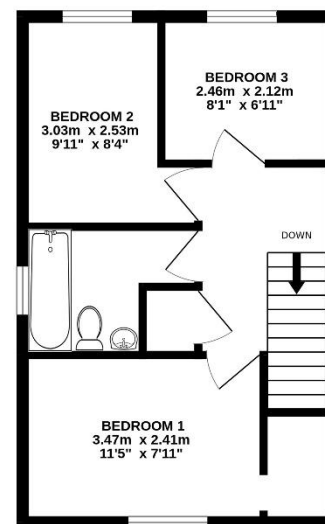 BEDROOM 3
2.46m x 2.12m
8'1" x 6'11"
BEDROOM 2
3.03m x 2.53m
9'11" x 8'4"
DOWN
BEDROOM 1
3.47m x 2.41m
11'5" x 7'11"